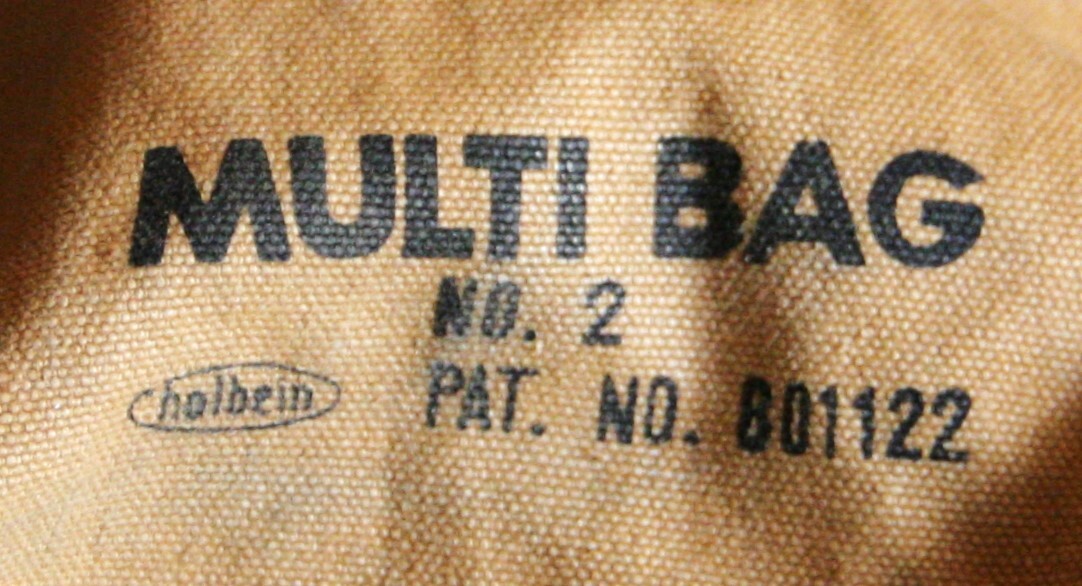 MULTI BAG
NO. 2
holbein
PAT. NO. 601122